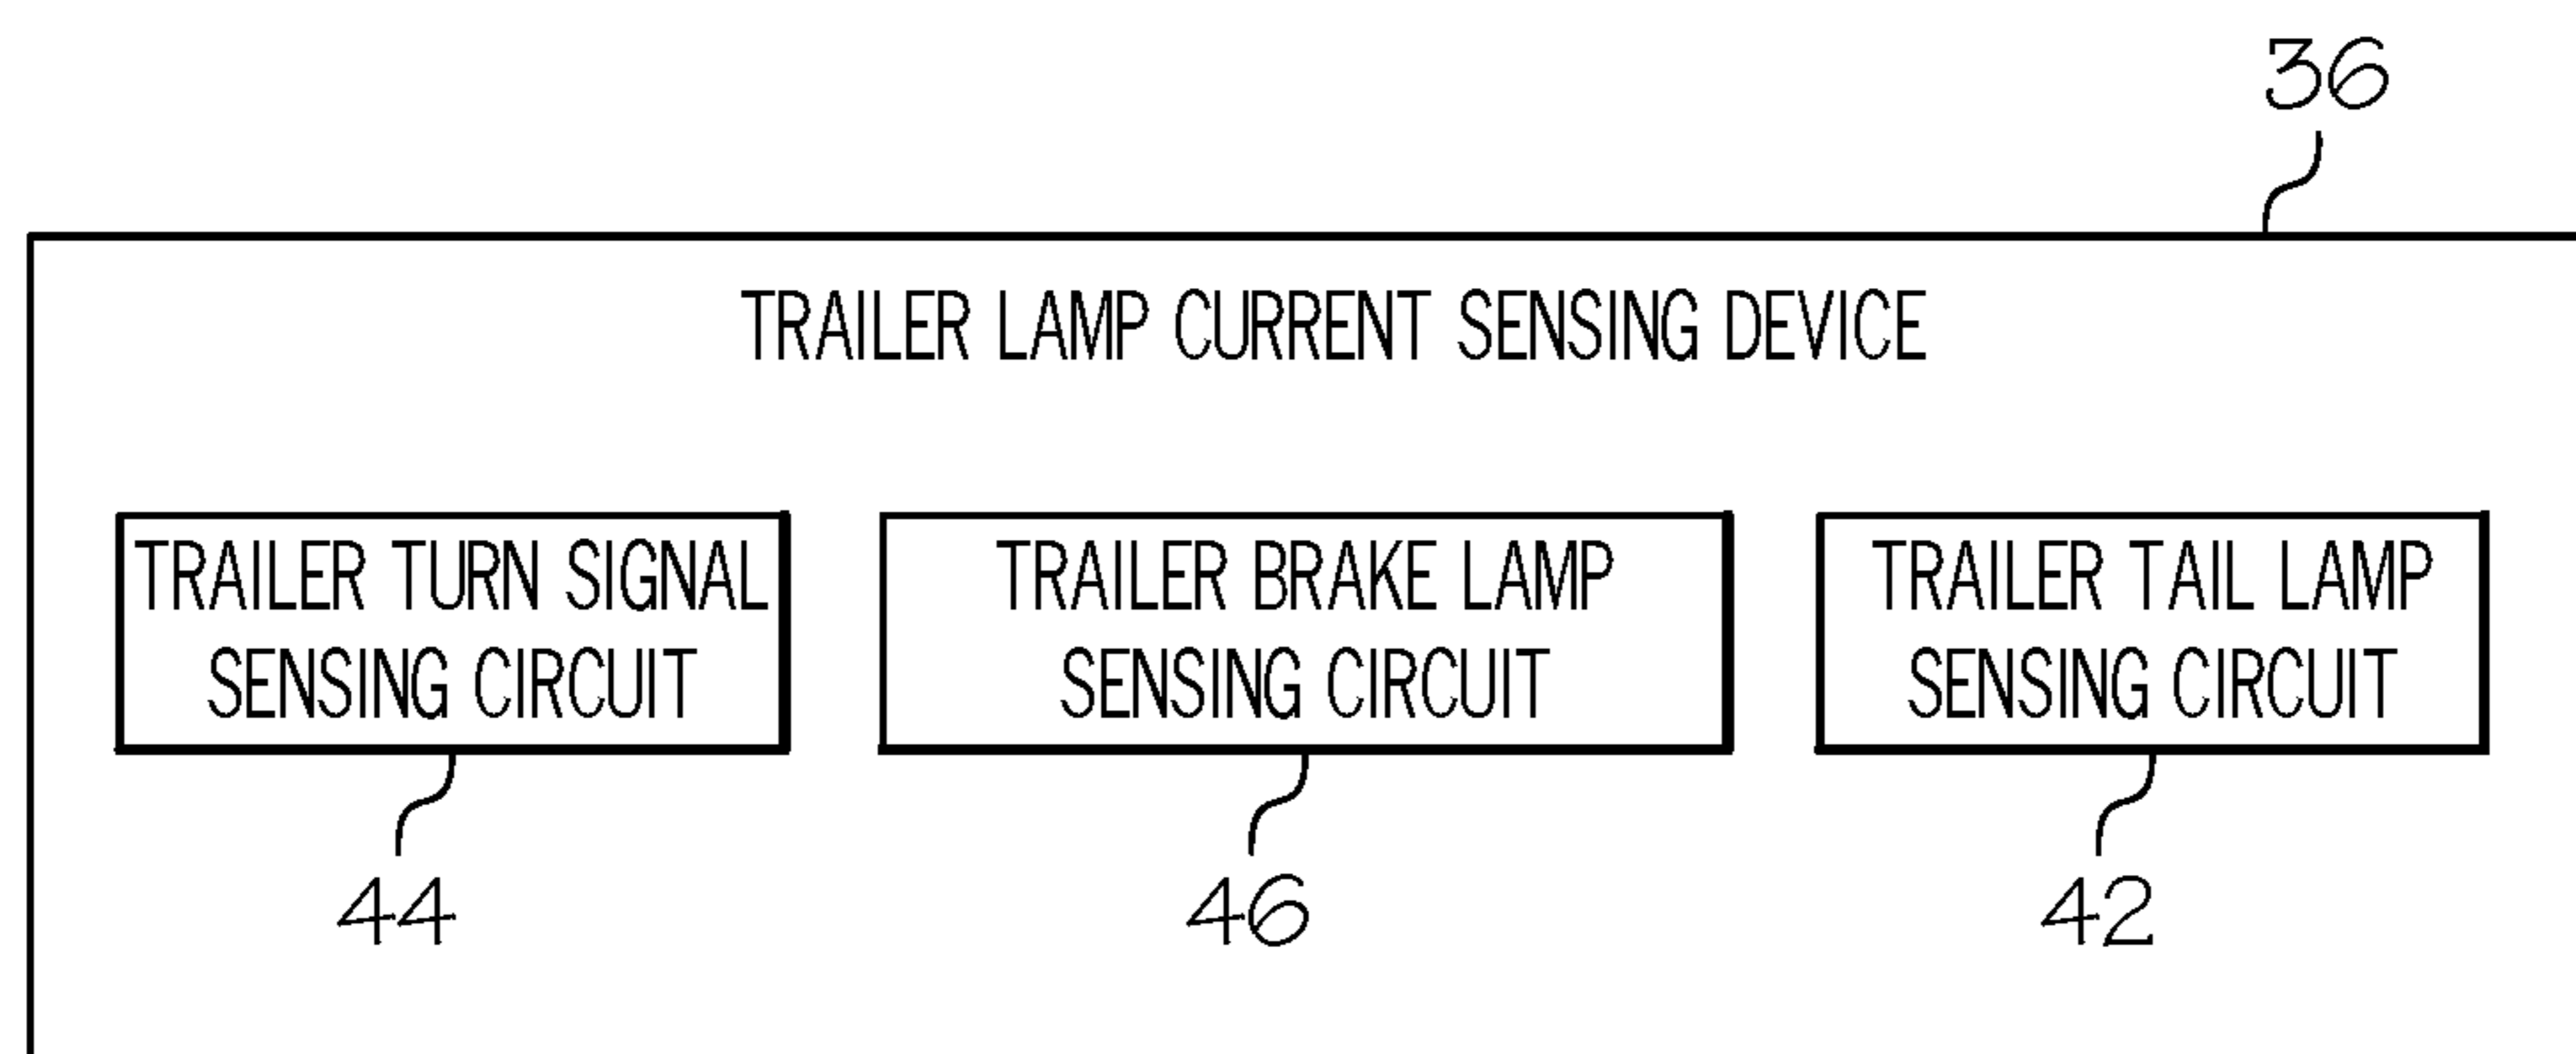 36
TRAILER LAMP CURRENT SENSING DEVICE
TRAILER TURN SIGNAL
SENSING CIRCUIT
44
TRAILER BRAKE LAMP
SENSING CIRCUIT
46
TRAILER TAIL LAMP
SENSING CIRCUIT
42